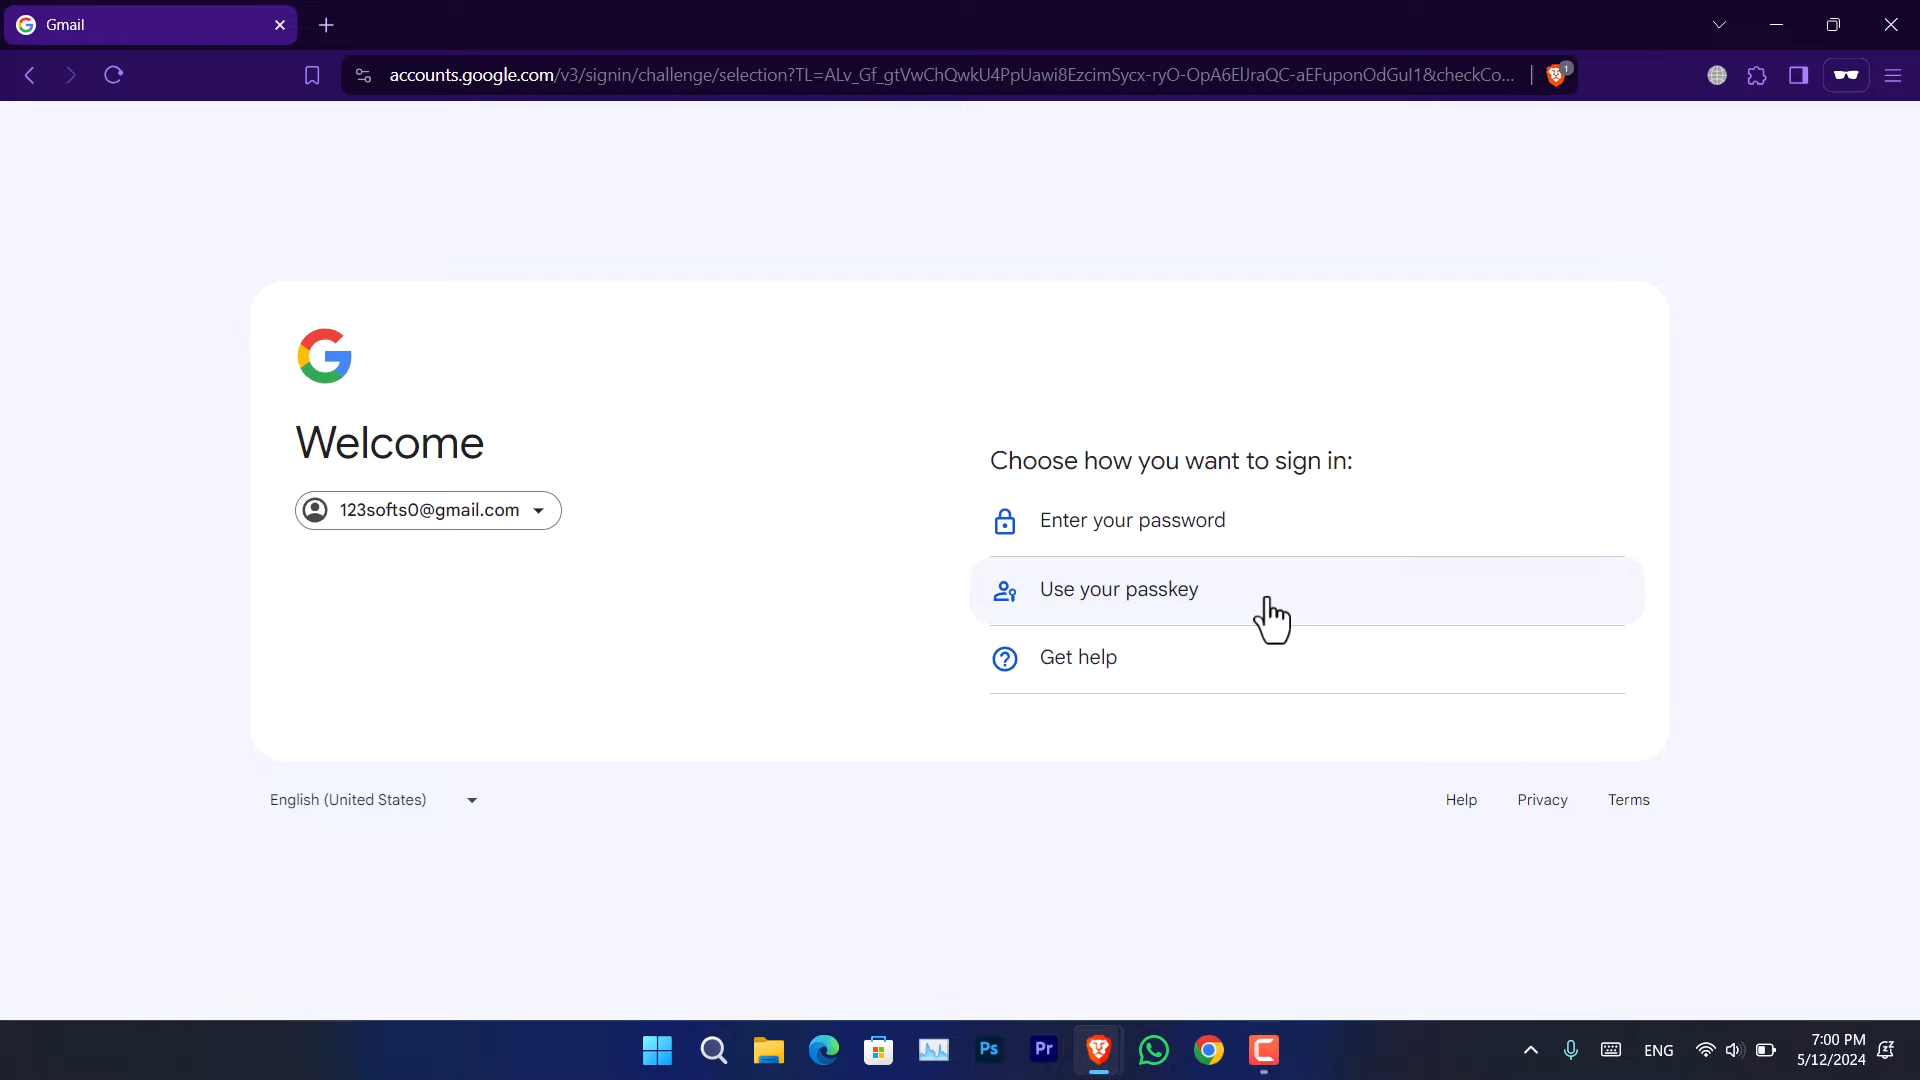 Gmail
accounts.google.com/v3/signin/challenge/selection?TL=ALv_Gf_gtVwChQwkU4PpUawi8EzcimSycx-ryO-OpA6ElJraQC-aEFuponOdGuI1&checkCo...
1
Welcome
123softs0@gmail.com
Choose how you want to sign in:
Enter your password
Use your passkey
Get help
English (United States)
Help Privacy Terms
Ps
Pr
ENG
7:00 PM
5/12/2024